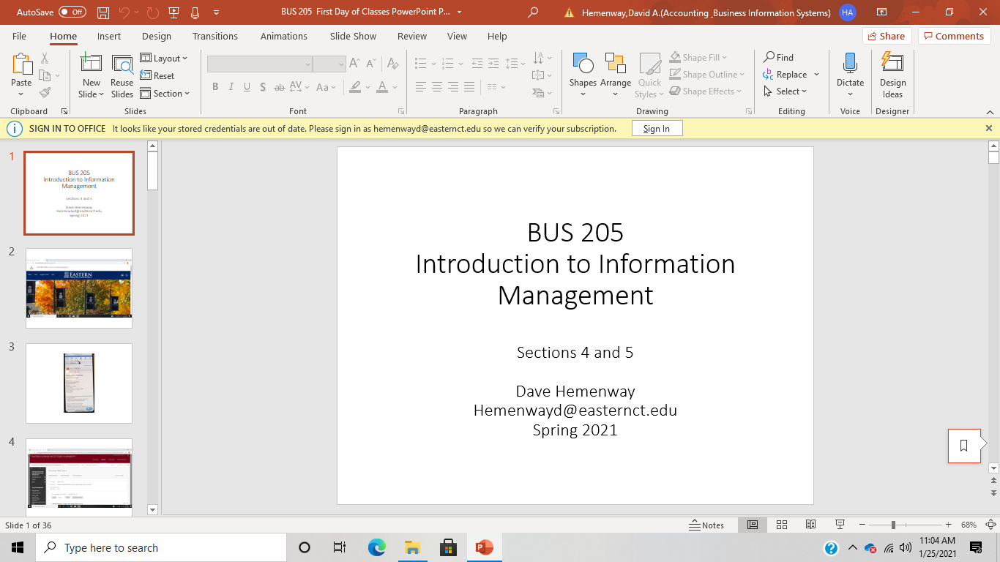 AutoSave Off
BUS 205 First Day of Classes PowerPoint P...
Hemenway,David A.(Accounting _Business Information Systems)
HA
File Home Insert Design Transitions Animations Slide Show Review View Help
Share Comments
Paste
Clipboard
New Slide
Reuse Slides
Layout
Reset
Section
Slides
B I U S ab AV Aa A
Font
Paragraph
Shapes
Arrange
Quick Styles
Shape Fill
Shape Outline
Shape Effects
Drawing
Find
Replace
Select
Editing
Dictate
Voice
Design Ideas
Designer
SIGN IN TO OFFICE It looks like your stored credentials are out of date. Please sign in as hemenwayd@easternct.edu so we can verify your subscription. Sign In
1
BUS 205
Introduction to Information
Management
Sections 4 and 5
Dave Hemenway
Hemenwayd@easternct.edu
Spring 2021
2
EASTERN
3
4
BUS 205
Introduction to Information
Management
Sections 4 and 5
Dave Hemenway
Hemenwayd@easternct.edu
Spring 2021
Slide 1 of 36
Notes
68%
Type here to search
11:04 AM
1/25/2021